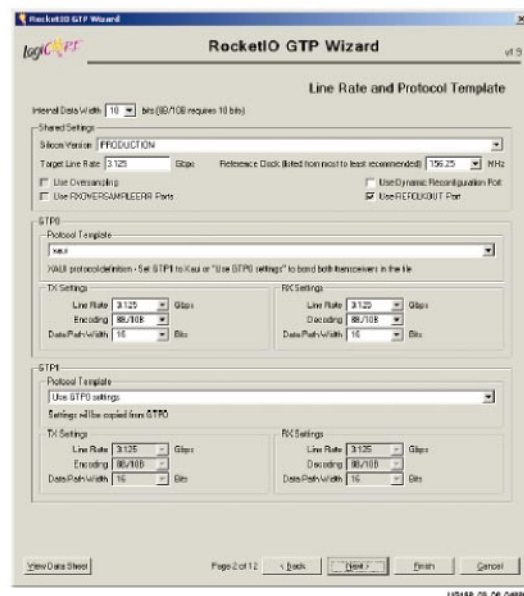 RocketIO GTP Wizard
logiCORE
RocketIO GTP Wizard
v1.9
Line Rate and Protocol Template
Internal Data Width 10 bits (8B/10B requires 10 bits)
Shared Settings
Silicon Version PRODUCTION
Target Line Rate 3.125 Gbps Reference Clock (listed from most to least recommended) 156.25 MHz
Use Oversampling Use Dynamic Reconfiguration Port
Use RXOVERSAMPLEERR Ports Use REFCLKOUT Port
GTP0
Protocol Template
xaui
XAUI protocol definition - Set GTP1 to Xaui or "Use GTP0 settings" to bond both transceivers in the tile
TX Settings RX Settings
Line Rate 3.125 Gbps Line Rate 3.125 Gbps
Encoding 8B/10B Decoding 8B/10B
Data Path Width 16 Bits Data Path Width 16 Bits
GTP1
Protocol Template
Use GTP0 settings
Settings will be copied from GTP0
TX Settings RX Settings
Line Rate 3.125 Gbps Line Rate 3.125 Gbps
Encoding 8B/10B Decoding 8B/10B
Data Path Width 16 Bits Data Path Width 16 Bits
View Data Sheet Page 2 of 12 < Back Next > Finish Cancel